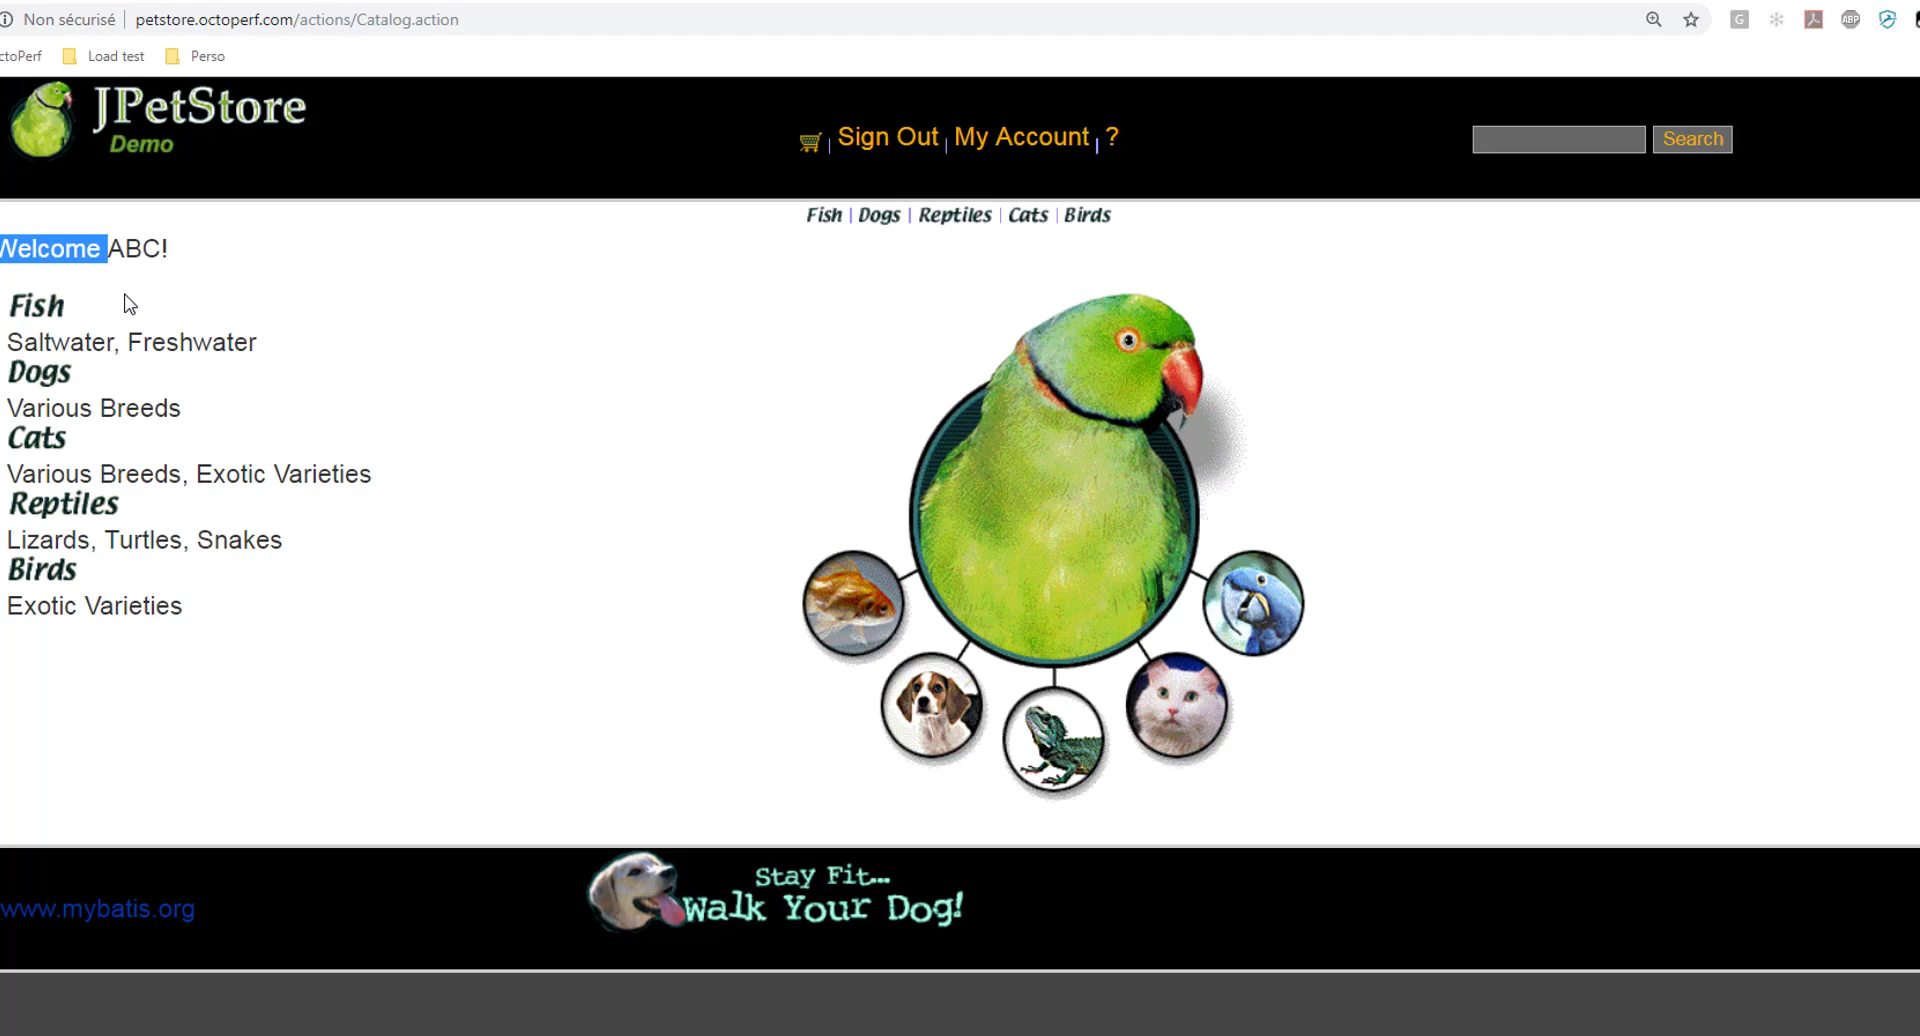 Non sécurisé petstore.octoperf.com/actions/Catalog.action
ctoPerf Load test Perso
JPetStore
Demo
Sign Out My Account ?
Search
Fish | Dogs | Reptiles | Cats | Birds
Welcome ABC!
Fish
Saltwater, Freshwater
Dogs
Various Breeds
Cats
Various Breeds, Exotic Varieties
Reptiles
Lizards, Turtles, Snakes
Birds
Exotic Varieties
Stay Fit...
Walk Your Dog!
www.mybatis.org